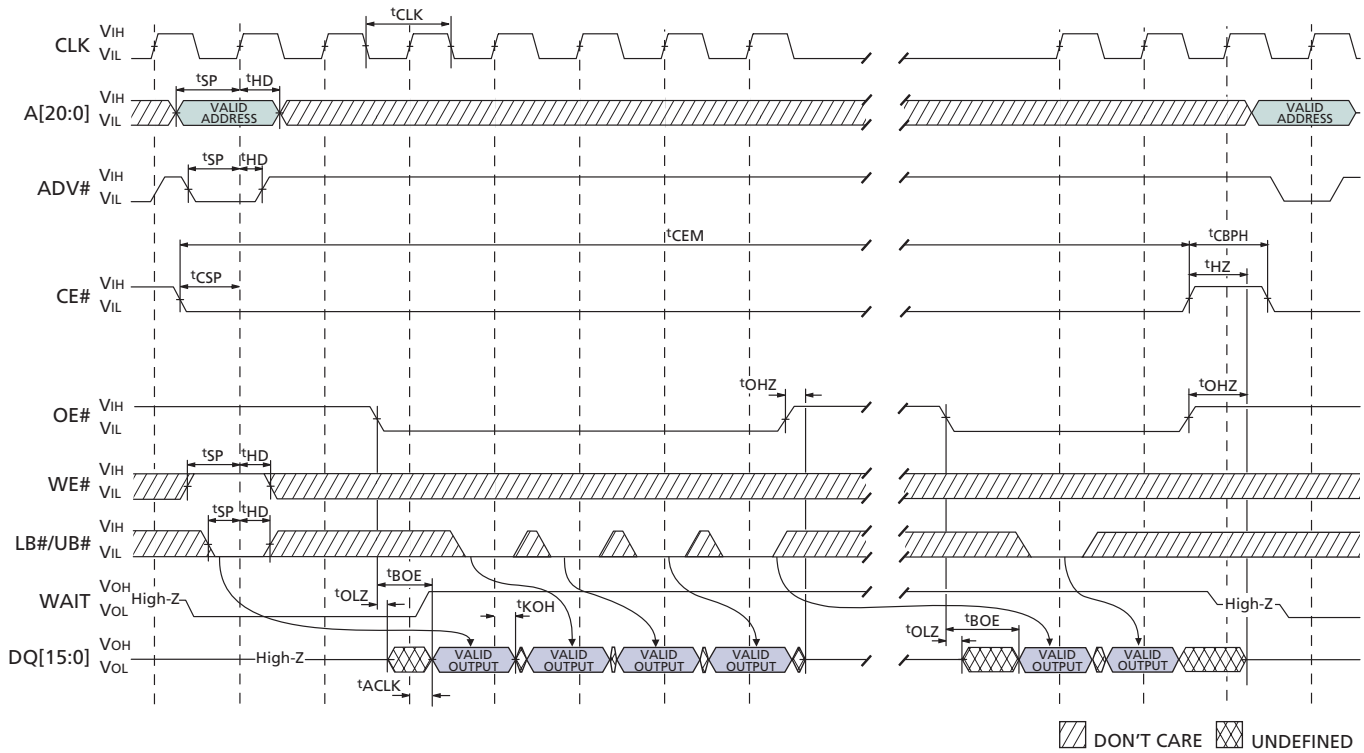 tCLK
CLK VIH
VIL
tSP tHD
A[20:0] VIH
VIL
VALID ADDRESS
VALID ADDRESS
tSP tHD
ADV# VIH
VIL
tCEM tCBPH
tCSP tHZ
CE# VIH
VIL
tOHZ tOHZ
OE# VIH
VIL
tSP tHD
WE# VIH
VIL
tSP tHD
LB#/UB# VIH
VIL
tBOE
WAIT VOH
VOL
High-Z
High-Z
tOLZ tKOH tOLZ tBOE
DQ[15:0] VOH
VOL
High-Z
VALID OUTPUT
VALID OUTPUT
VALID OUTPUT
VALID OUTPUT
VALID OUTPUT
VALID OUTPUT
tACLK
DON'T CARE UNDEFINED